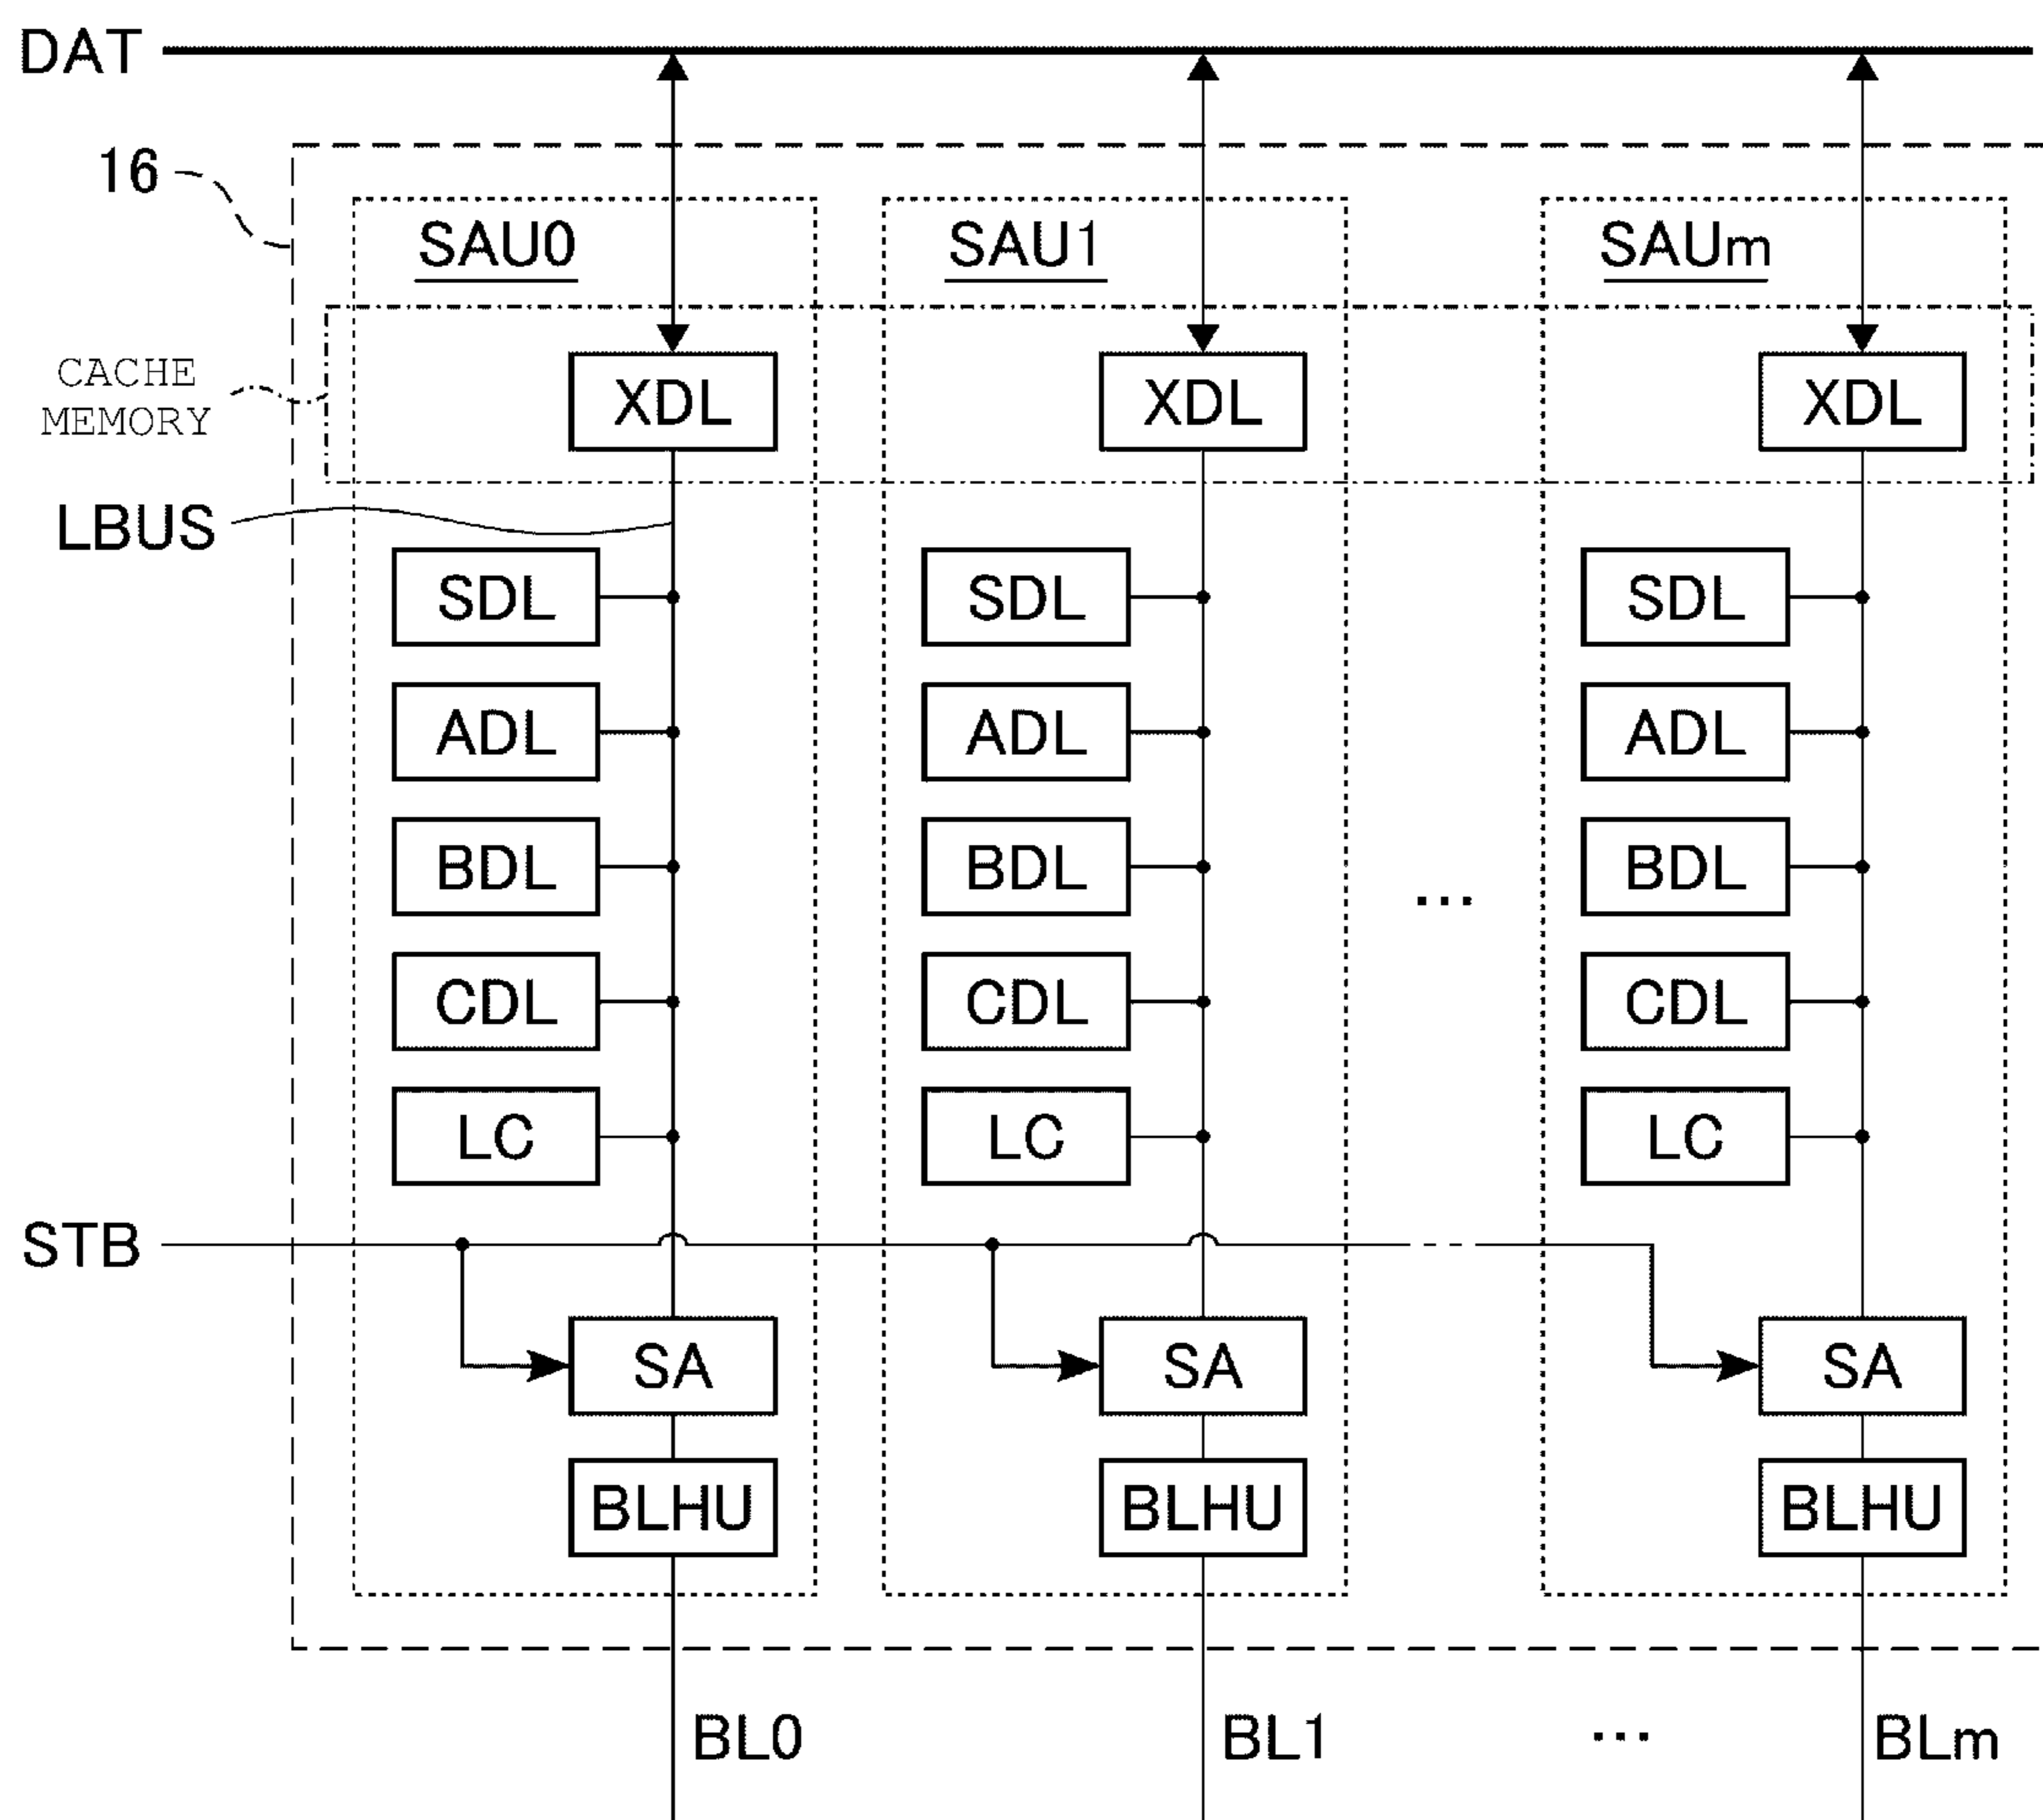 DAT
16
SAU0 SAU1 SAUm
CACHE
MEMORY
XDL XDL XDL
LBUS
SDL SDL SDL
ADL ADL ADL
BDL BDL ... BDL
CDL CDL CDL
LC LC LC
STB
SA SA SA
BLHU BLHU BLHU
BL0 BL1 ... BLm